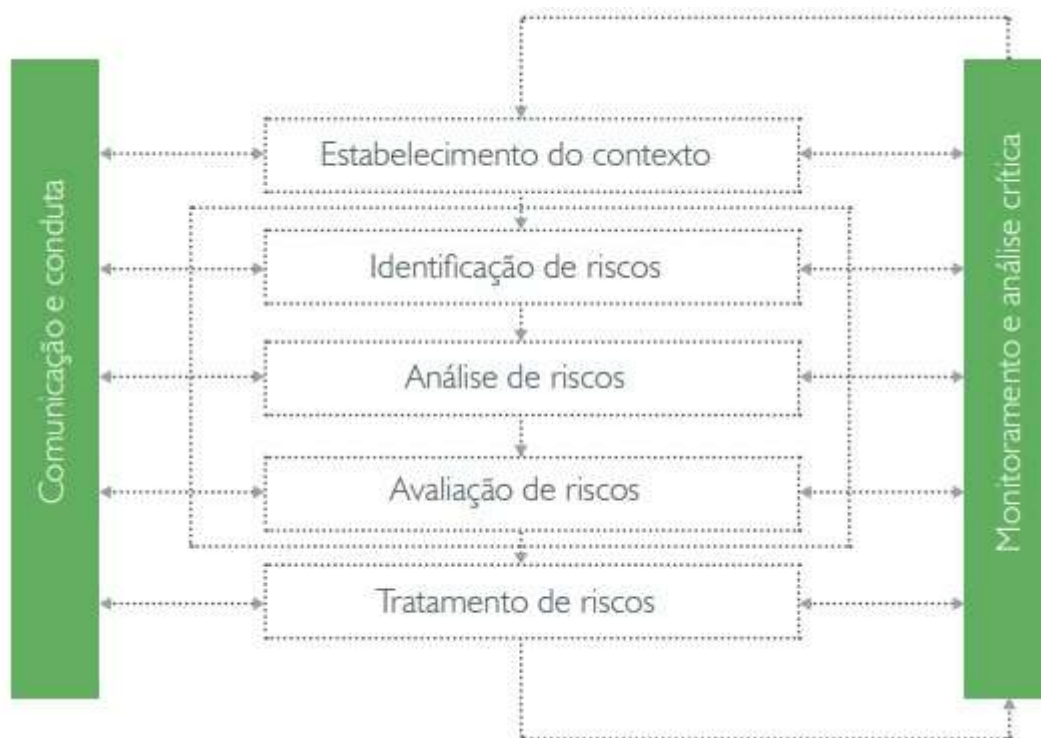 Comunicação e conduta
Estabelecimento do contexto
Identificação de riscos
Análise de riscos
Avaliação de riscos
Tratamento de riscos
Monitoramento e análise crítica